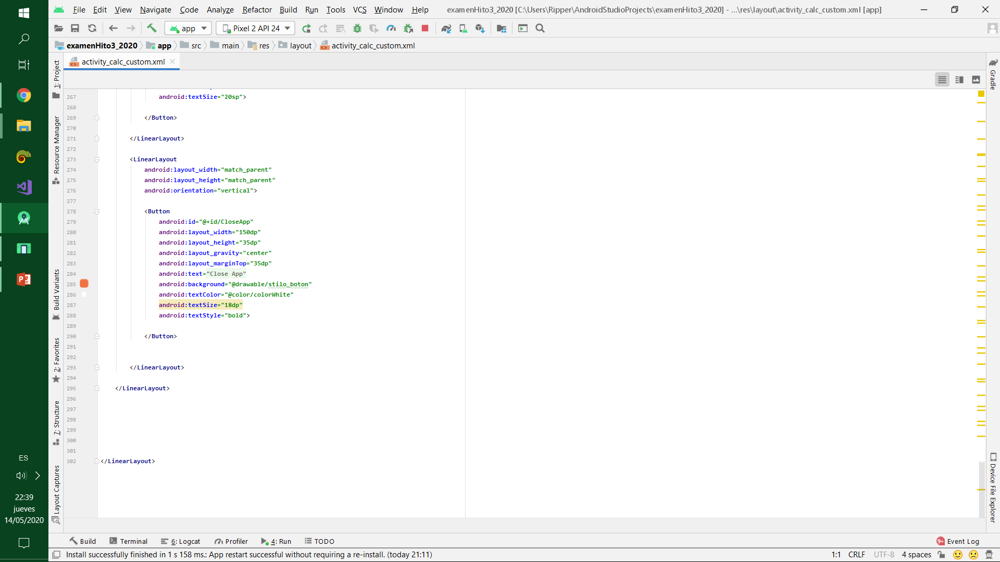 File Edit View Navigate Code Analyze Refactor Build Run Tools VCS Window Help examenHito3_2020 [C:\Users\Ripper\AndroidStudioProjects\examenHito3_2020] - ...\res\layout\activity_calc_custom.xml [app]
app Pixel 2 API 24
examenHito3_2020 app src main res layout activity_calc_custom.xml
activity_calc_custom.xml
1: Project
Resource Manager
Build Variants
2: Favorites
7: Structure
Layout Captures
267 android:textSize="20sp">
268
269 </Button>
270
271 </LinearLayout>
272
273 <LinearLayout
274 android:layout_width="match_parent"
275 android:layout_height="match_parent"
276 android:orientation="vertical">
277
278 <Button
279 android:id="@+id/CloseApp"
280 android:layout_width="150dp"
281 android:layout_height="35dp"
282 android:layout_gravity="center"
283 android:layout_marginTop="35dp"
284 android:text="Close App"
285 android:background="@drawable/stilo_boton"
286 android:textColor="@color/colorWhite"
287 android:textSize="18dp"
288 android:textStyle="bold">
289
290 </Button>
291
292
293 </LinearLayout>
294
295 </LinearLayout>
296
297
298
299
300
301
302 </LinearLayout>
Gradle
Device File Explorer
ES
22:39
jueves
14/05/2020
Build Terminal 6: Logcat Profiler 4: Run TODO 9+ Event Log
Install successfully finished in 1 s 158 ms.: App restart successful without requiring a re-install. (today 21:11) 1:1 CRLF UTF-8 4 spaces